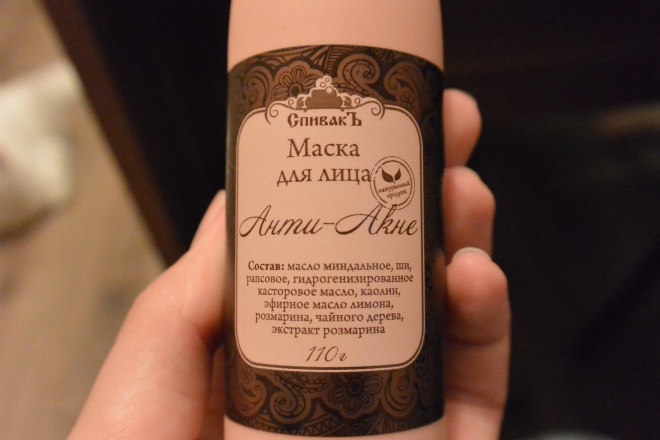 СпивакЪ
Маска
для лица
натуральный
продукт
Анти-Акне
Состав: масло миндальное, ши,
рапсовое, гидрогенизированное
касторовое масло, каолин,
эфирное масло лимона,
розмарина, чайного дерева,
экстракт розмарина
110 г